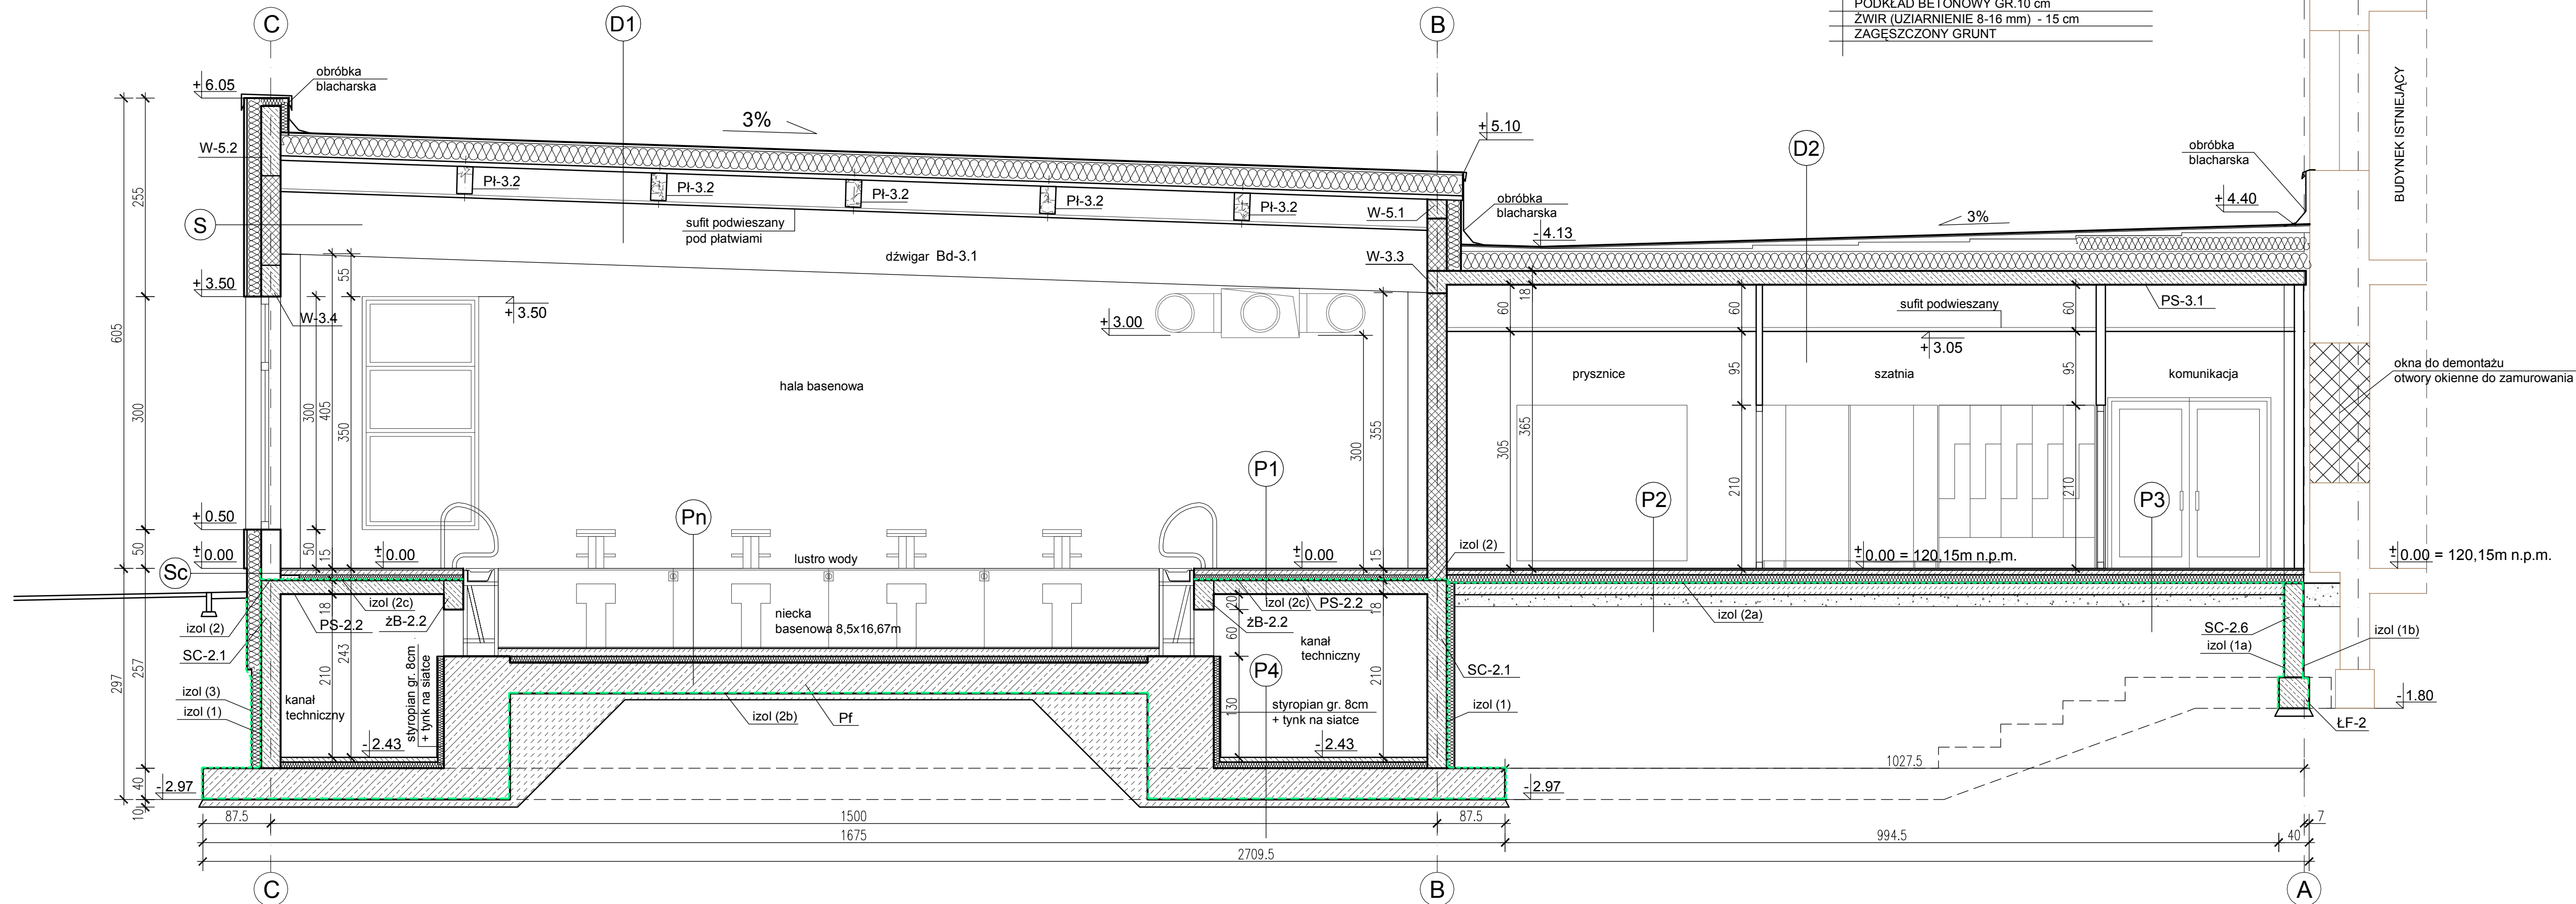 PODKŁAD BETONOWY GR.10 cm
ŻWIR (UZIARNIENIE 8-16 mm) - 15 cm
ZAGĘSZCZONY GRUNT
C
D1
B
BUDYNEK ISTNIEJĄCY
+ 6.05
obróbka
blacharska
3%
+ 5.10
D2
obróbka
blacharska
W-5.2
Pł-3.2
Pł-3.2
Pł-3.2
Pł-3.2
Pł-3.2
255
605
S
sufit podwieszany
pod płatwiami
W-5.1
obróbka
blacharska
- 4.13
3%
+ 4.40
dźwigar Bd-3.1
W-3.3
55
+ 3.50
W-3.4
+ 3.50
+ 3.00
60
18
60
60
sufit podwieszany
PS-3.1
+ 3.05
300
300
405
350
hala basenowa
300
355
305
365
prysznice
95
szatnia
95
komunikacja
okna do demontażu
otwory okienne do zamurowania
210
210
P1
P2
P3
Pn
+ 0.50
50
50
15
± 0.00
Sc
± 0.00
lustro wody
± 0.00
15
izol (2)
± 0.00 = 120,15m n.p.m.
± 0.00 = 120,15m n.p.m.
izol (2)
SC-2.1
izol (3)
izol (1)
18
PS-2.2
izol (2c)
żB-2.2
243
210
kanał
techniczny
styropian gr. 8cm
+ tynk na siatce
niecka
basenowa 8,5x16,67m
20
izol (2c)
PS-2.2
18
żB-2.2
60
kanał
techniczny
P4
210
130
styropian gr. 8cm
+ tynk na siatce
SC-2.1
izol (1)
izol (2a)
SC-2.6
izol (1a)
izol (1b)
- 1.80
ŁF-2
257
297
izol (2b)
Pf
- 2.43
- 2.43
40
- 2.97
10
- 2.97
1027.5
87.5
1500
87.5
7
1675
994.5
40
2709.5
C
B
A